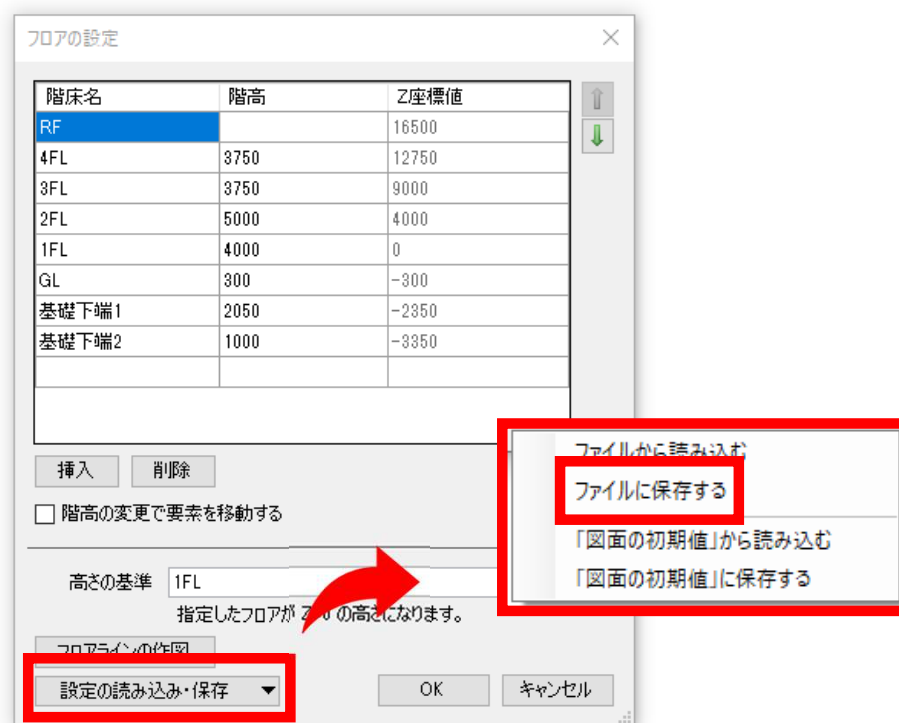 フロアの設定
階床名 階高 Z座標値
RF 16500
4FL 3750 12750
3FL 3750 9000
2FL 5000 4000
1FL 4000 0
GL 300 -300
基礎下端1 2050 -2350
基礎下端2 1000 -3350
挿入 削除
階高の変更で要素を移動する
高さの基準 1FL
指定したフロアが Z の高さになります。
フロアラインの作図
設定の読み込み・保存
OK キャンセル
ファイルから読み込む
ファイルに保存する
「図面の初期値」から読み込む
「図面の初期値」に保存する